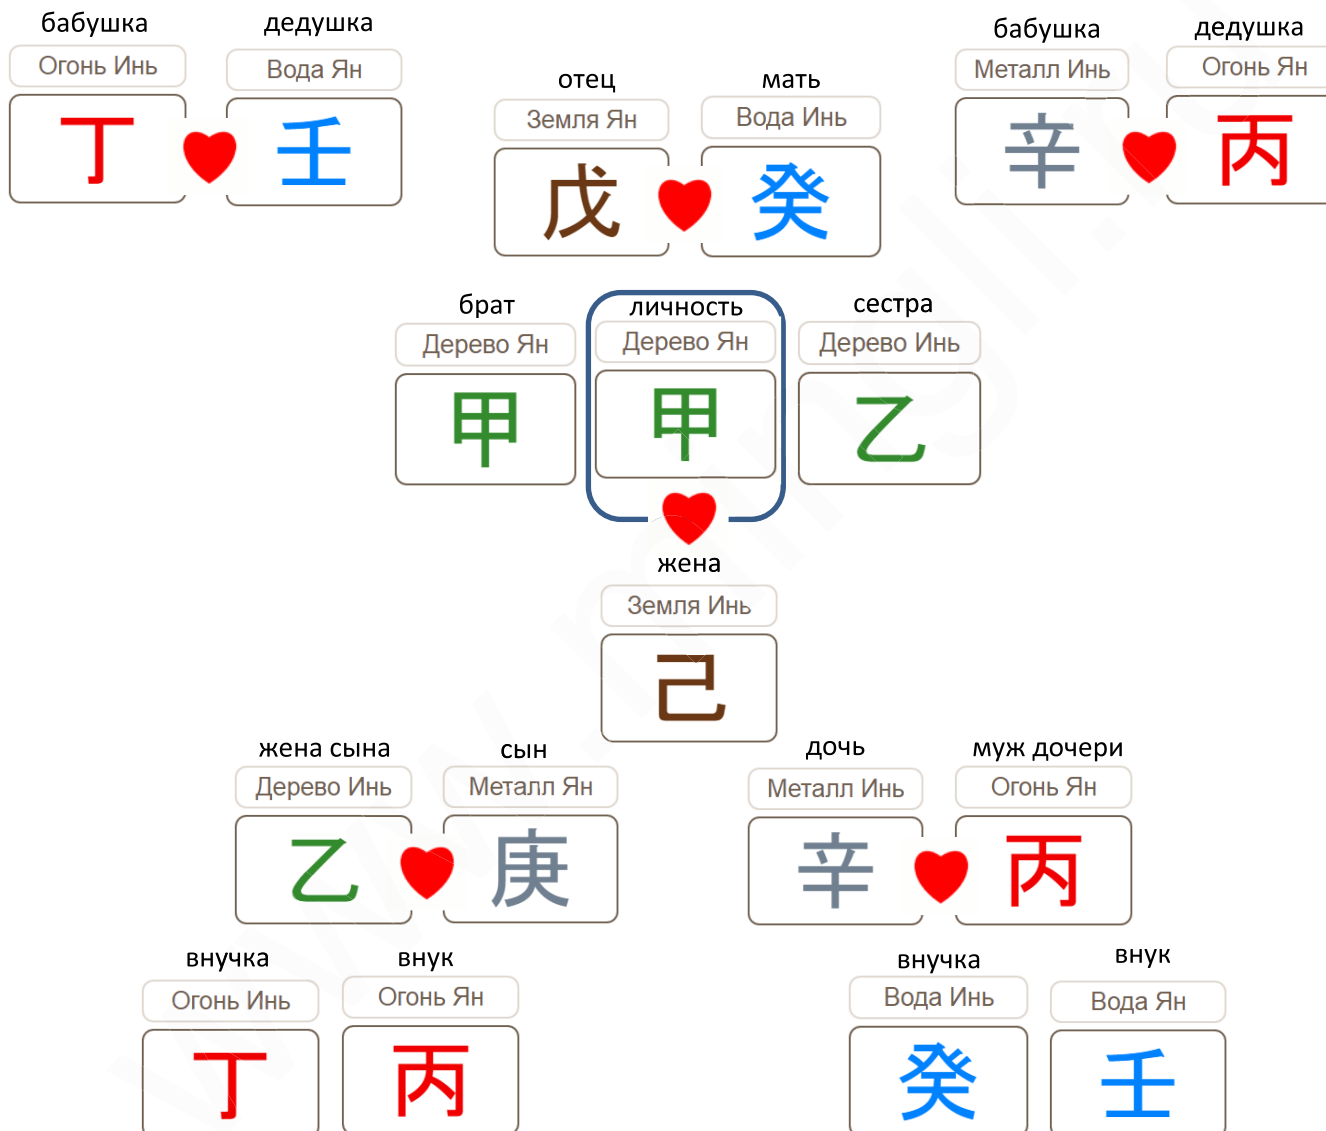 бабушка
Огонь Инь
丁
дедушка
Вода Ян
壬
отец
Земля Ян
戊
мать
Вода Инь
癸
бабушка
Металл Инь
辛
дедушка
Огонь Ян
丙
брат
Дерево Ян
甲
личность
Дерево Ян
甲
сестра
Дерево Инь
乙
жена
Земля Инь
己
жена сына
Дерево Инь
乙
сын
Металл Ян
庚
дочь
Металл Инь
辛
муж дочери
Огонь Ян
丙
внучка
Огонь Инь
丁
внук
Огонь Ян
丙
внучка
Вода Инь
癸
внук
Вода Ян
壬